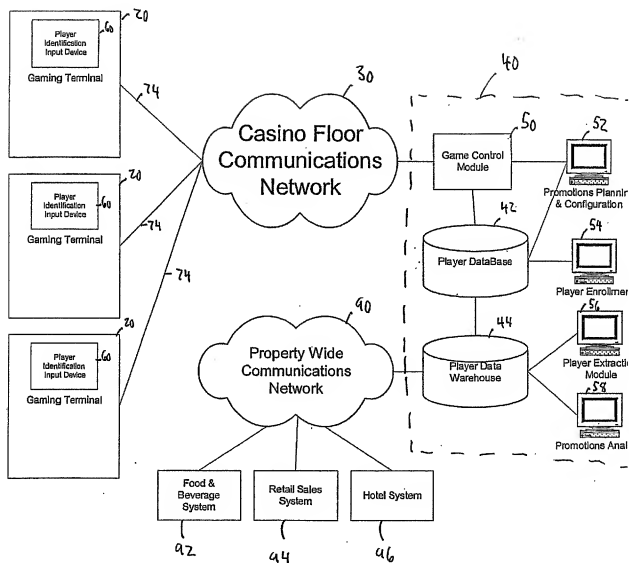 20
Player
Identification
Input Device
60
Gaming Terminal
74
20
Player
Identification
Input Device
60
Gaming Terminal
74
20
Player
Identification
Input Device
60
Gaming Terminal
74
30
Casino Floor
Communications
Network
40
50
Game Control
Module
52
Promotions Planning
& Configuration
42
Player DataBase
54
Player Enrollme
44
Player Data
Warehouse
56
Player Extractio
Module
58
Promotions Anal
90
Property Wide
Communications
Network
Food &
Beverage
System
92
Retail Sales
System
94
Hotel System
96